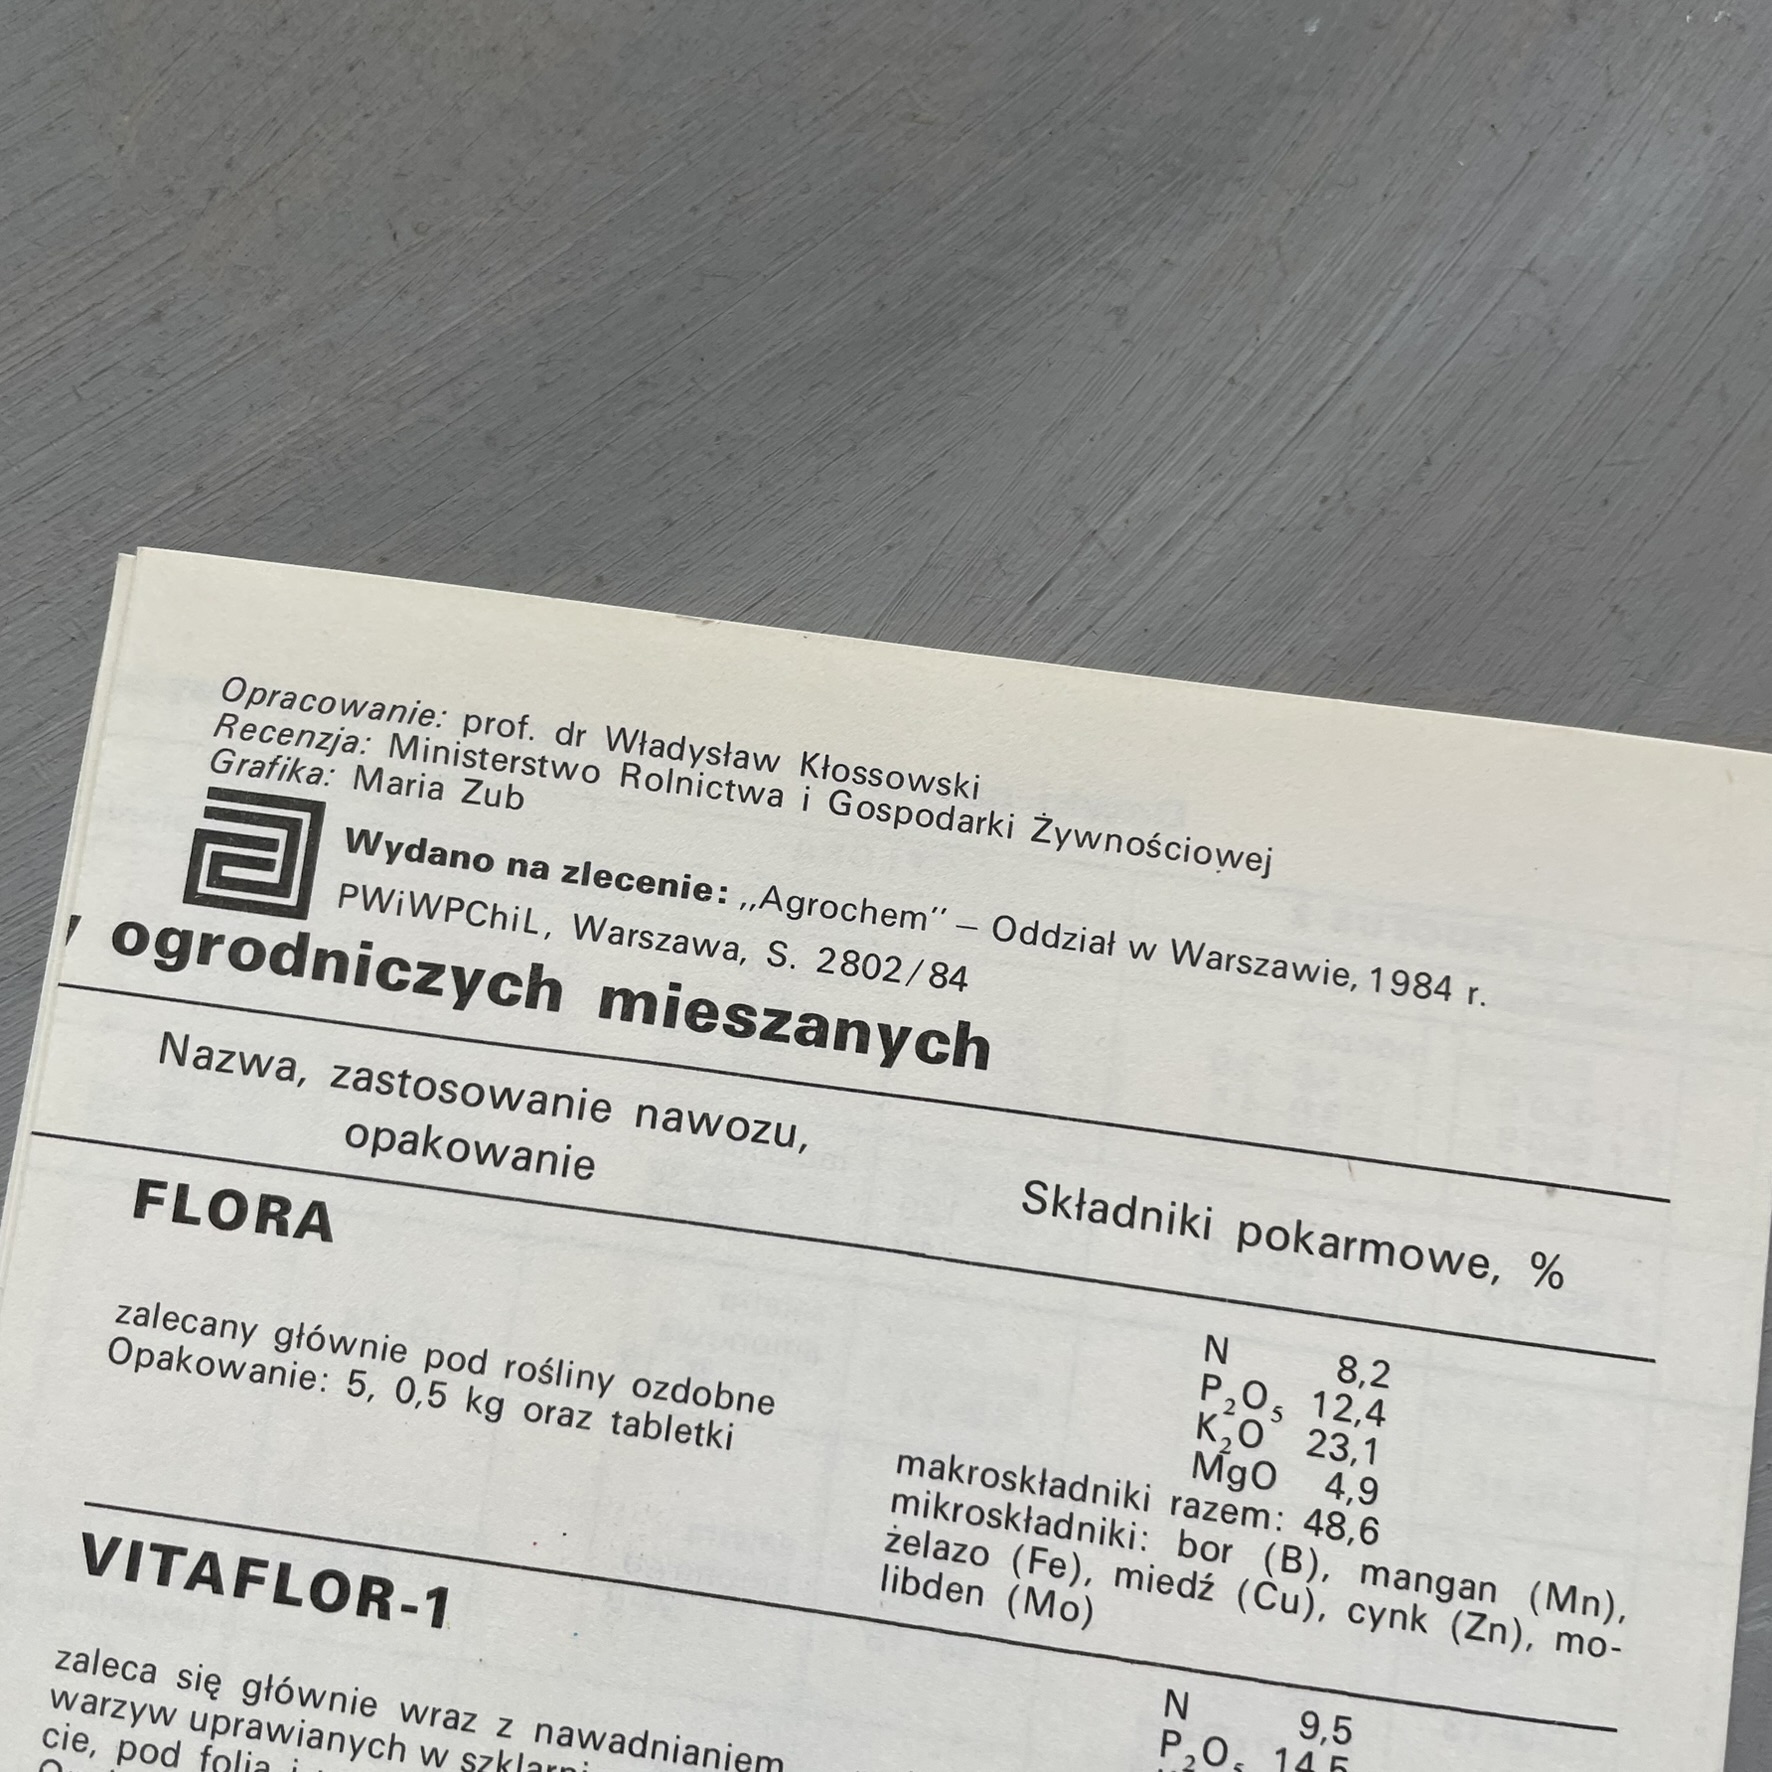 Opracowanie: prof. dr Władysław Kłossowski
Recenzja: Ministerstwo Rolnictwa i Gospodarki Żywnościowej
Grafika: Maria Zub
Wydano na zlecenie: „Agrochem" – Oddział w Warszawie, 1984 r.
PWiWPChiL, Warszawa, S. 2802/84
ogrodniczych mieszanych
Nazwa, zastosowanie nawozu,
opakowanie
Składniki pokarmowe, %
FLORA
zalecany głównie pod rośliny ozdobne
Opakowanie: 5, 0,5 kg oraz tabletki
N 8,2
P₂O₅ 12,4
K₂O 23,1
MgO 4,9
makroskładniki razem: 48,6
mikroskładniki: bor (B), mangan (Mn),
żelazo (Fe), miedź (Cu), cynk (Zn), mo-
libden (Mo)
VITAFLOR-1
zaleca się głównie wraz z nawadnianiem
warzyw uprawianych w
cie, pod folią i
N 9,5
P₂O₅ 14,5